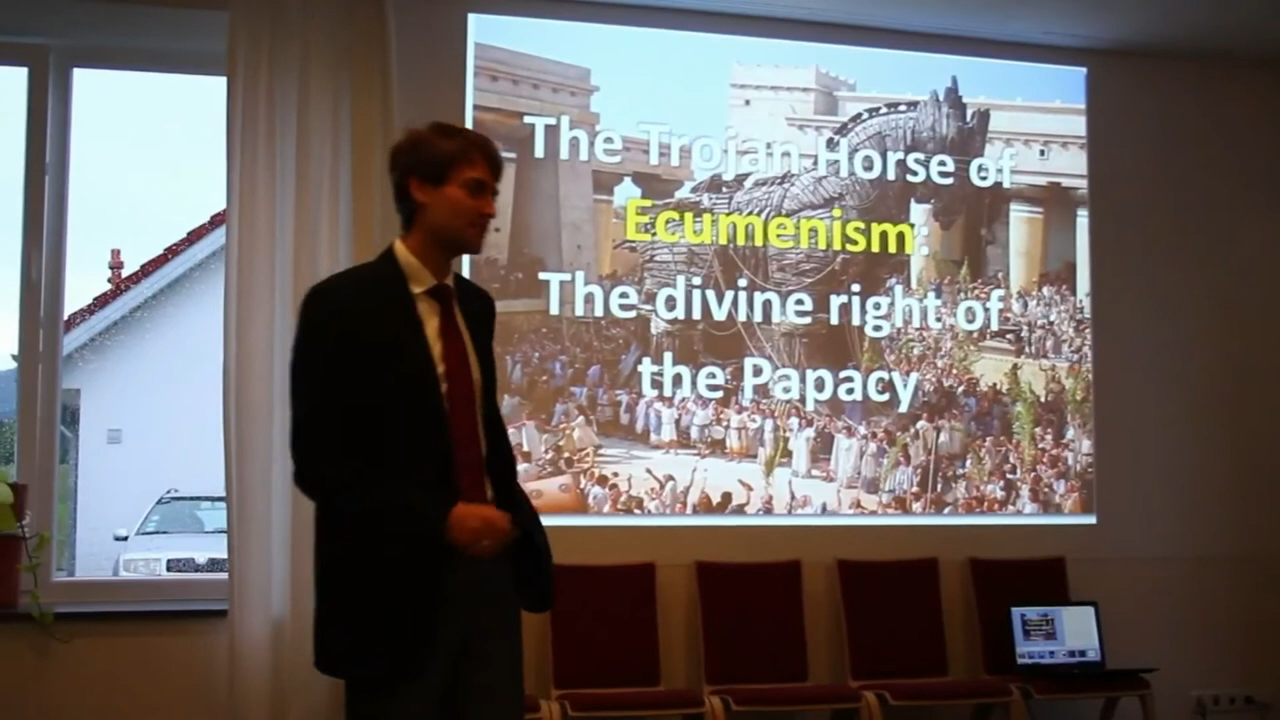 The Trojan Horse of
Ecumenism:
The divine right of
the Papacy